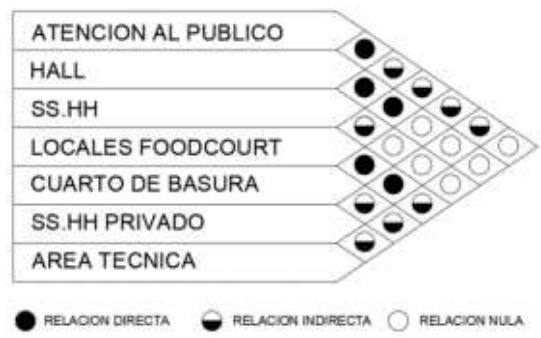 ATENCION AL PUBLICO
HALL
SS.HH
LOCALES FOODCOURT
CUARTO DE BASURA
SS.HH PRIVADO
AREA TECNICA
RELACION DIRECTA
RELACION INDIRECTA
RELACION NULA